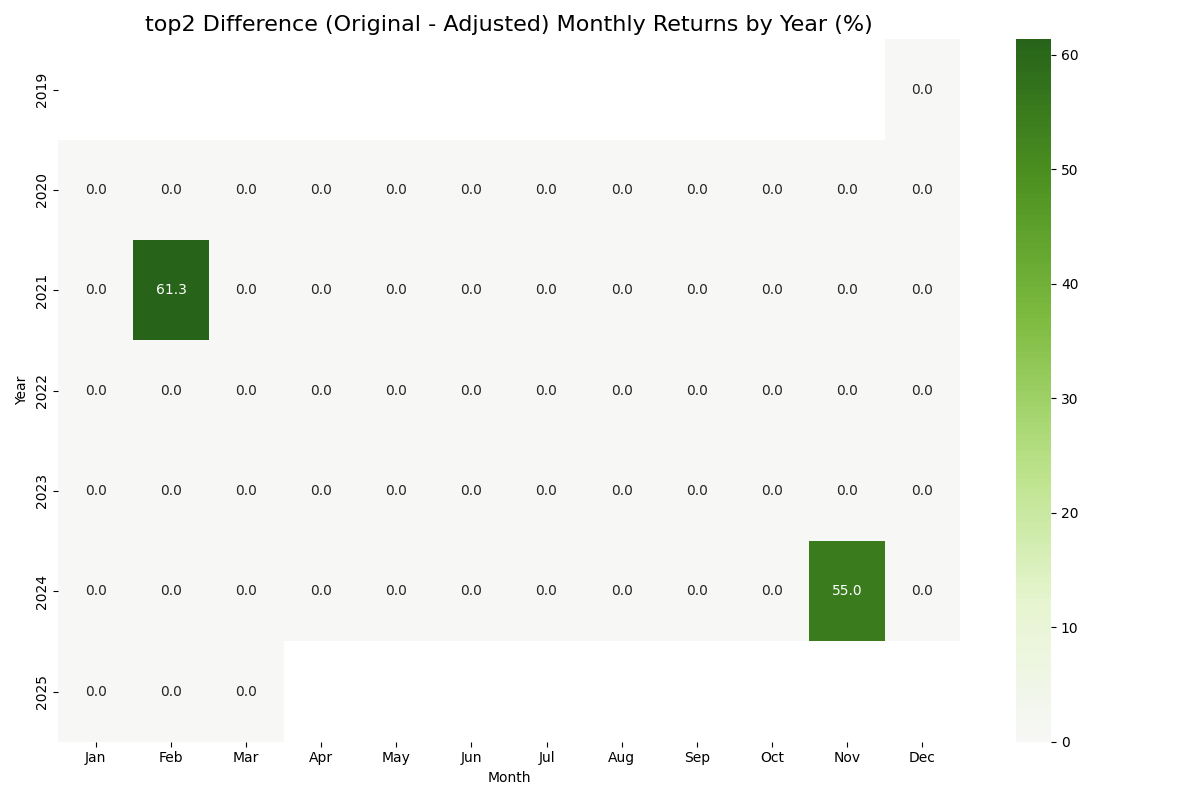 top2 Difference (Original - Adjusted) Monthly Returns by Year (%)
2019 0.0
2020 0.0 0.0 0.0 0.0 0.0 0.0 0.0 0.0 0.0 0.0 0.0 0.0
2021 0.0 61.3 0.0 0.0 0.0 0.0 0.0 0.0 0.0 0.0 0.0 0.0
2022 0.0 0.0 0.0 0.0 0.0 0.0 0.0 0.0 0.0 0.0 0.0 0.0
2023 0.0 0.0 0.0 0.0 0.0 0.0 0.0 0.0 0.0 0.0 0.0 0.0
2024 0.0 0.0 0.0 0.0 0.0 0.0 0.0 0.0 0.0 0.0 55.0 0.0
2025 0.0 0.0 0.0
Year
Jan Feb Mar Apr May Jun Jul Aug Sep Oct Nov Dec
Month
60
50
40
30
20
10
0